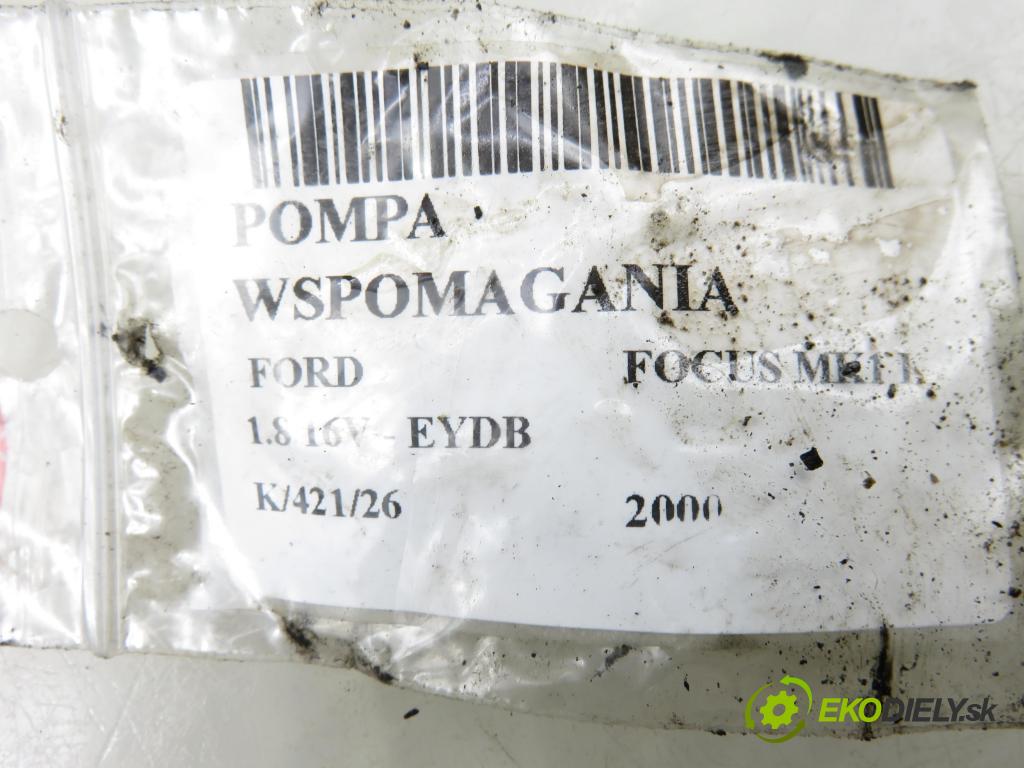 POMPA
WSPOMAGANIA
FORD FOCUS MK1 I
1.8 16V - EYDB
K/421/26 2000
EKODIELY.sk